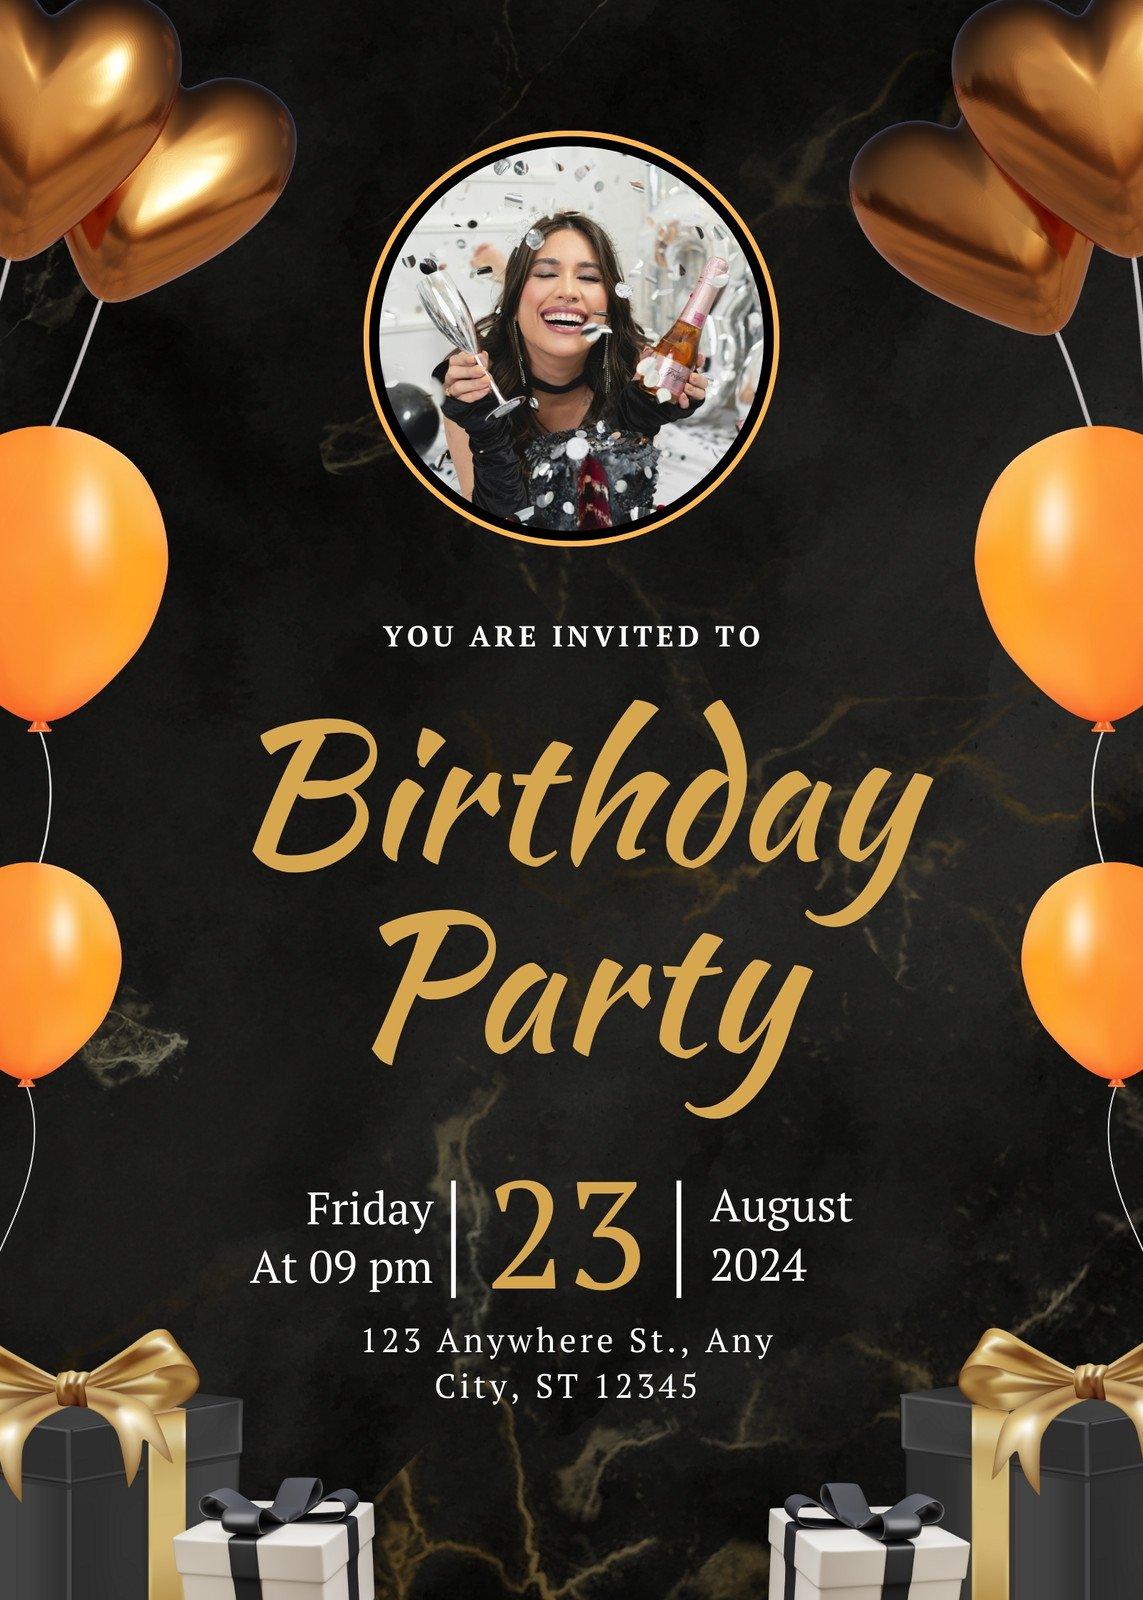 YOU ARE INVITED TO
Birthday
Party
Friday
At 09 pm
23
August
2024
123 Anywhere St., Any
City, ST 12345